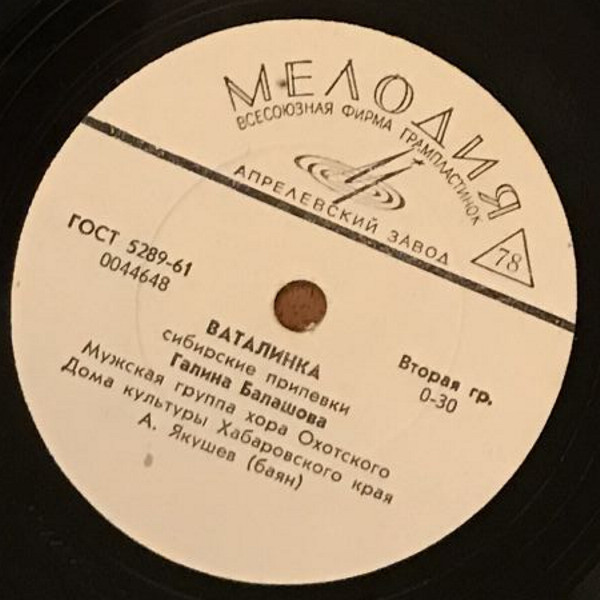 МЕЛОДИЯ
ВСЕСОЮЗНАЯ ФИРМА ГРАМПЛАСТИНОК
АПРЕЛЕВСКИЙ ЗАВОД
78
ГОСТ 5289-61
0044648
Вторая гр.
0-30
ВАТАЛИНКА
сибирские припевки
Галина Балашова
Мужская группа хора Охотского
Дома культуры Хабаровского края
А. Якушев (баян)